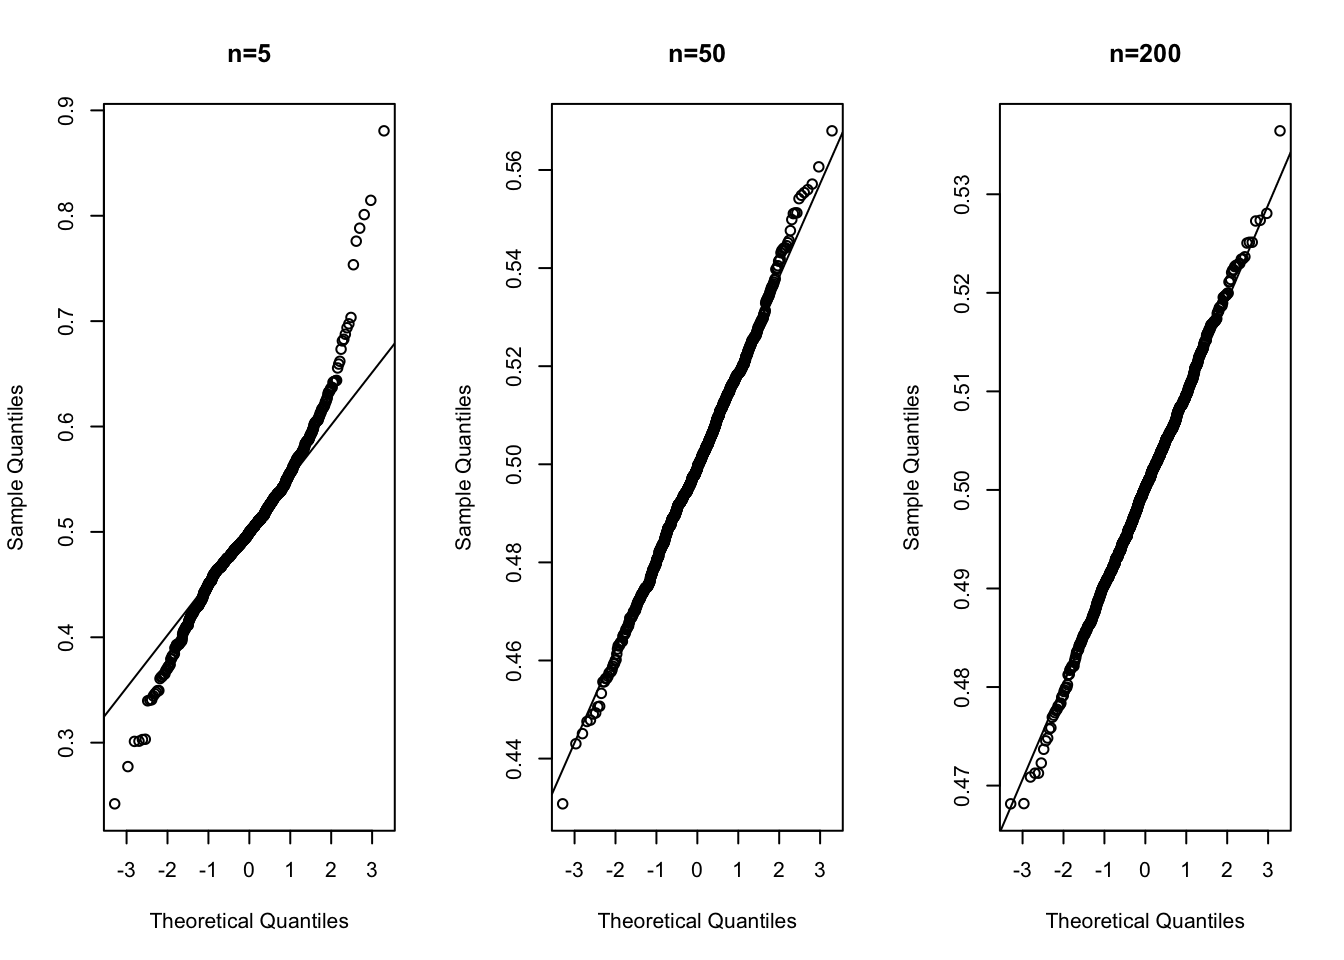 n=5
Sample Quantiles
0.9
0.8
0.7
0.6
0.5
0.4
0.3
-3 -2 -1 0 1 2 3
Theoretical Quantiles
n=50
Sample Quantiles
0.56
0.54
0.52
0.50
0.48
0.46
0.44
-3 -2 -1 0 1 2 3
Theoretical Quantiles
n=200
Sample Quantiles
0.53
0.52
0.51
0.50
0.49
0.48
0.47
-3 -2 -1 0 1 2 3
Theoretical Quantiles